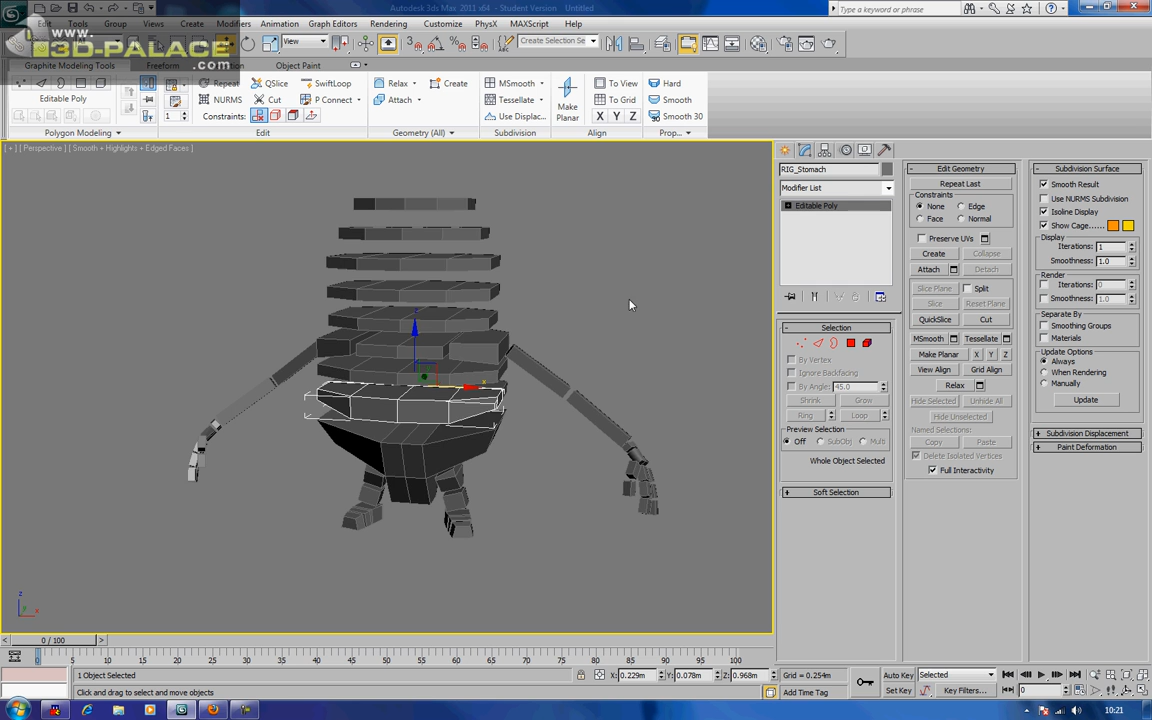 Autodesk 3ds Max 2011 - Student Version Untitled
Type a keyword or phrase
Edit Tools Group Views Create Modifiers Animation Graph Editors Rendering Customize PhysX MAXScript Help
www.
3D-PALACE
.com
View
Create Selection Se
Graphite Modeling Tools Freeform Object Paint
Repeat QSlice SwiftLoop Relax Create MSmooth To View Hard
Editable Poly NURMS Cut P Connect Attach Tessellate Make Planar To Grid Smooth
1 Constraints: Use Displac... X Y Z Smooth 30
Polygon Modeling Edit Geometry (All) Subdivision Align Prop...
[ + ] [ Perspective ] [ Smooth + Highlights + Edged Faces ]
RIG_Stomach
Modifier List
Editable Poly
Selection
By Vertex
Ignore Backfacing
By Angle: 45.0
Shrink Grow
Ring Loop
Preview Selection
Off SubObj Multi
Whole Object Selected
Soft Selection
Edit Geometry
Repeat Last
Constraints
None Edge
Face Normal
Preserve UVs
Create Collapse
Attach Detach
Slice Plane Split
Slice Reset Plane
QuickSlice Cut
MSmooth Tessellate
Make Planar X Y Z
View Align Grid Align
Relax
Hide Selected Unhide All
Hide Unselected
Named Selections:
Copy Paste
Delete Isolated Vertices
Full Interactivity
Subdivision Surface
Smooth Result
Use NURMS Subdivision
Isoline Display
Show Cage......
Display
Iterations: 1
Smoothness: 1.0
Render
Iterations: 0
Smoothness: 1.0
Separate By
Smoothing Groups
Materials
Update Options
Always
When Rendering
Manually
Update
Subdivision Displacement
Paint Deformation
z
x
z
y
x
0 / 100
0 5 10 15 20 25 30 35 40 45 50 55 60 65 70 75 80 85 90 95 100
1 Object Selected X: 0.229m Y: 0.078m Z: 0.968m Grid = 0.254m Auto Key Selected
Click and drag to select and move objects Add Time Tag Set Key Key Filters... 0
10:21